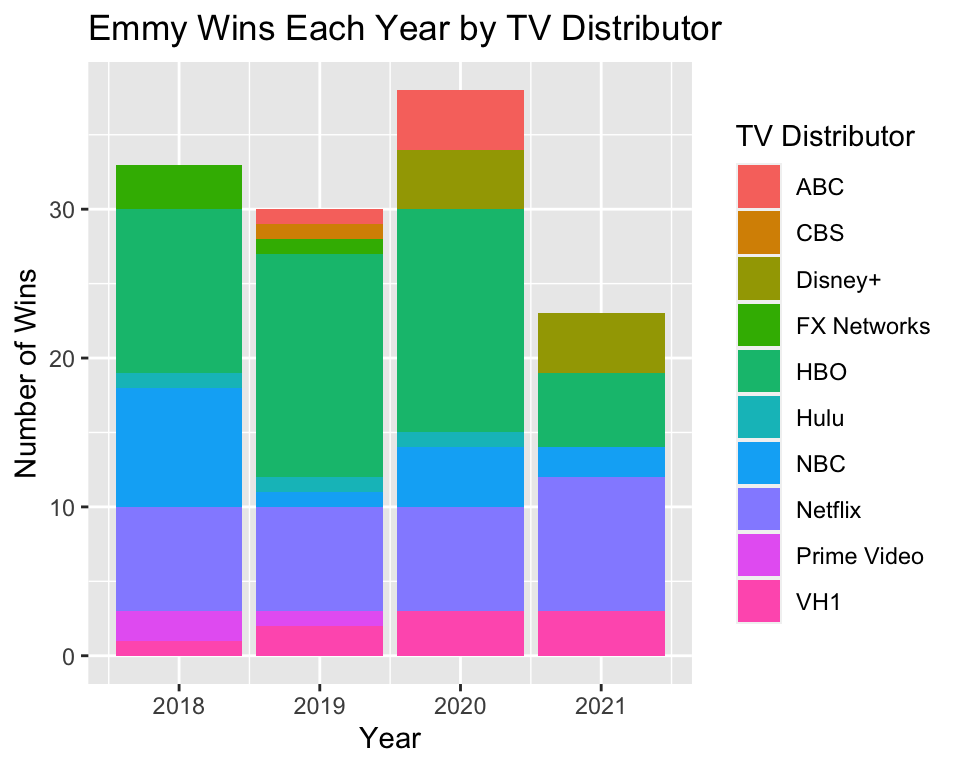 Emmy Wins Each Year by TV Distributor
Number of Wins
30
20
10
0
2018 2019 2020 2021
Year
TV Distributor
ABC
CBS
Disney+
FX Networks
HBO
Hulu
NBC
Netflix
Prime Video
VH1